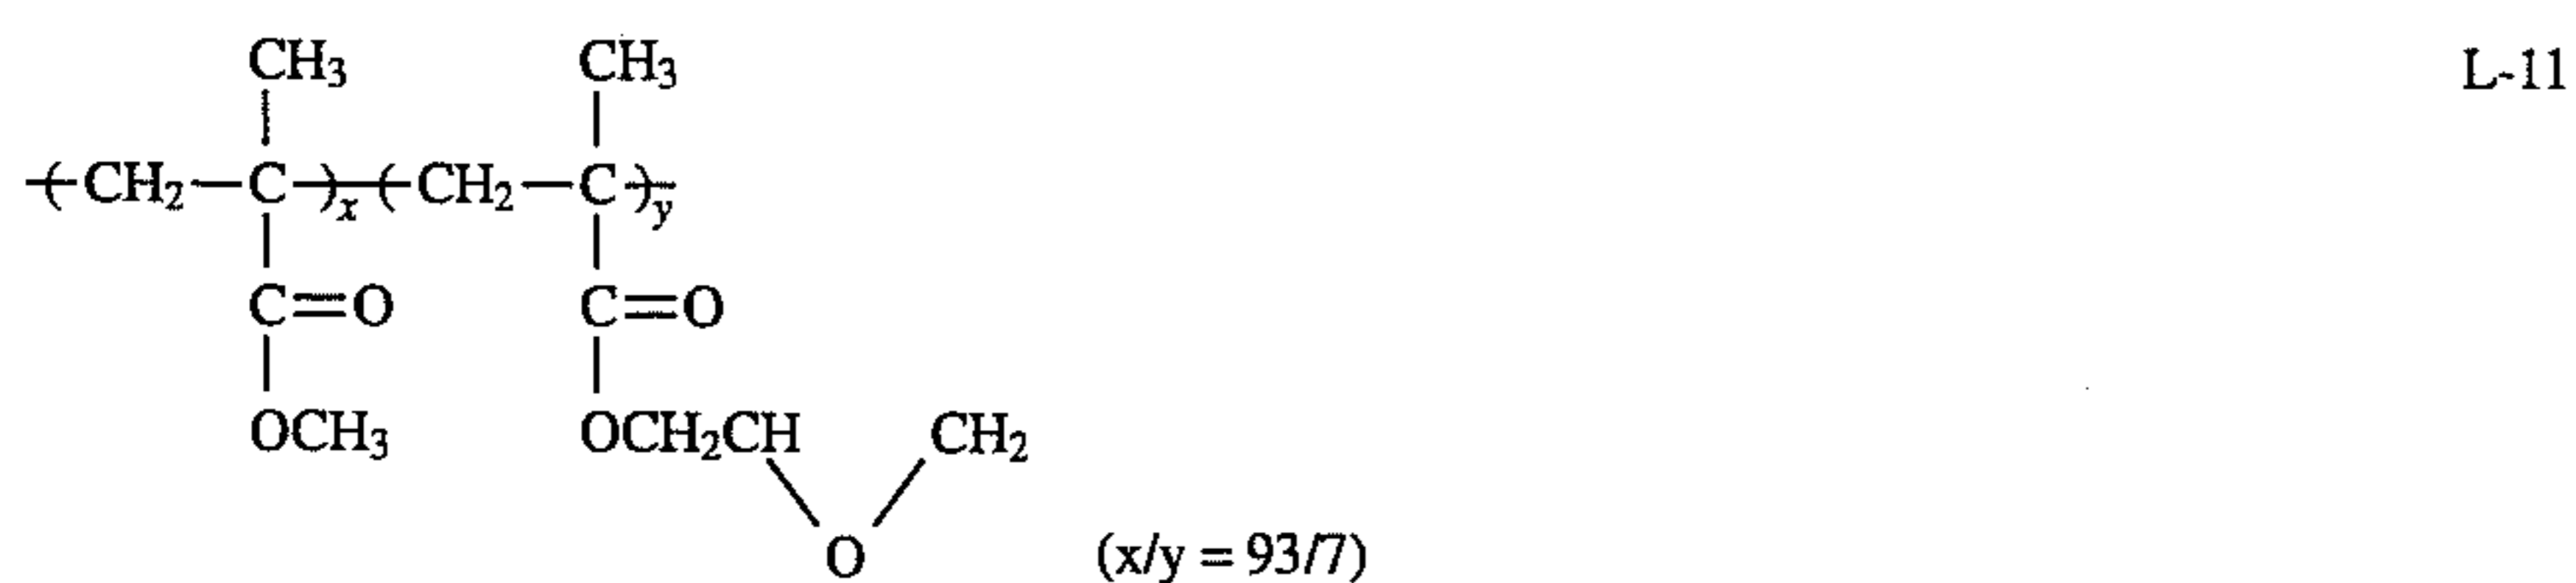 CH3 CH3 L-11
-(CH2-C-)x-(CH2-C-)y
C=O C=O
OCH3 OCH2CH CH2
O (x/y = 93/7)